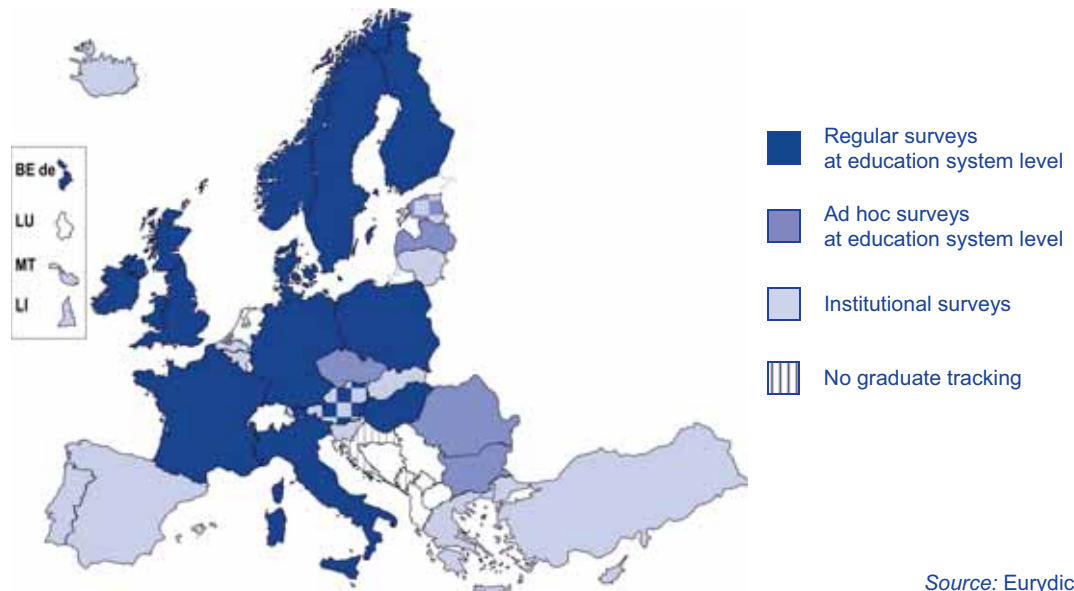 BE de
LU
MT
LI
Regular surveys
at education system level
Ad hoc surveys
at education system level
Institutional surveys
No graduate tracking
Source: Eurydic